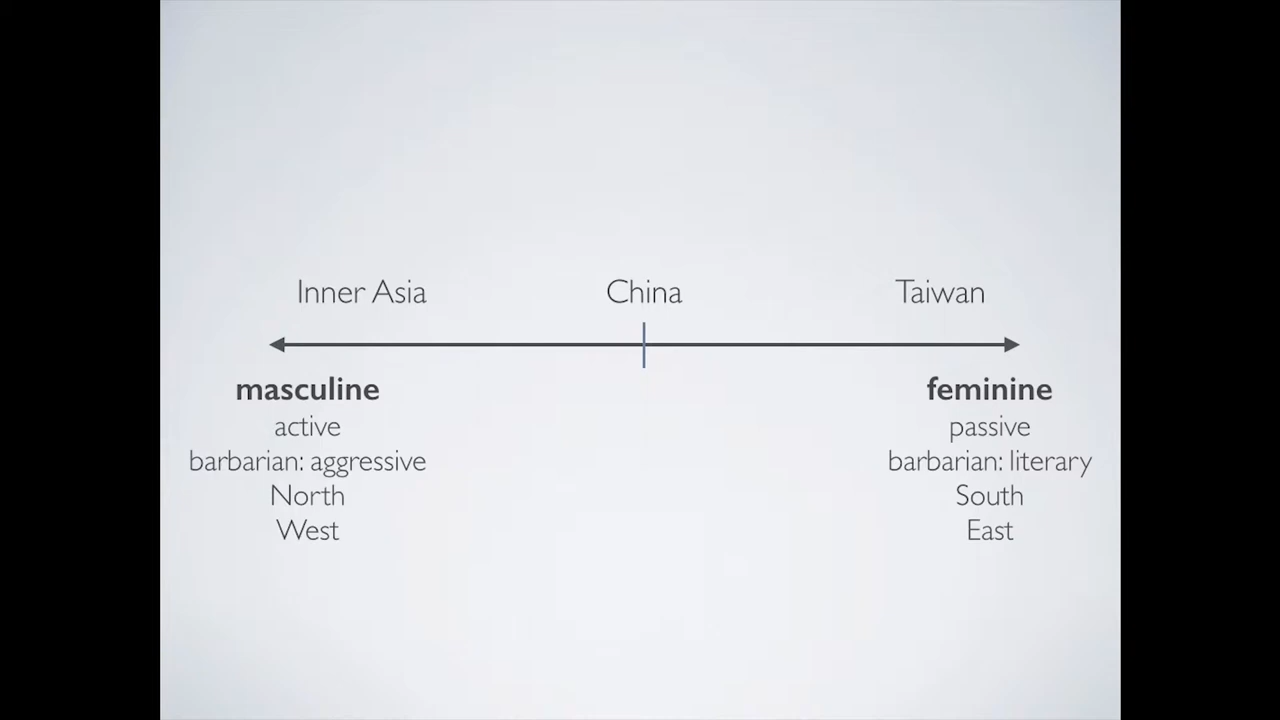 Inner Asia
China
Taiwan
masculine
active
barbarian: aggressive
North
West
feminine
passive
barbarian: literary
South
East